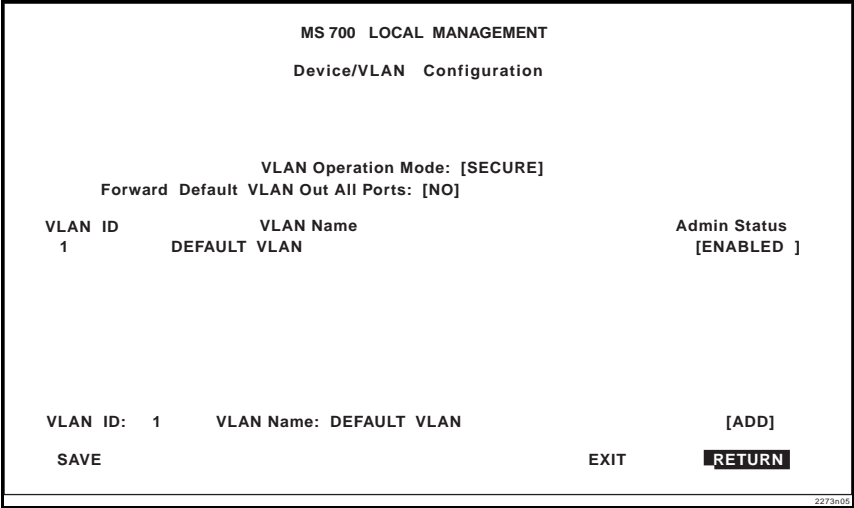 MS 700 LOCAL MANAGEMENT
Device/VLAN Configuration
VLAN Operation Mode: [SECURE]
Forward Default VLAN Out All Ports: [NO]
VLAN ID VLAN Name Admin Status
1 DEFAULT VLAN [ENABLED ]
VLAN ID: 1 VLAN Name: DEFAULT VLAN [ADD]
SAVE EXIT RETURN
2273n05